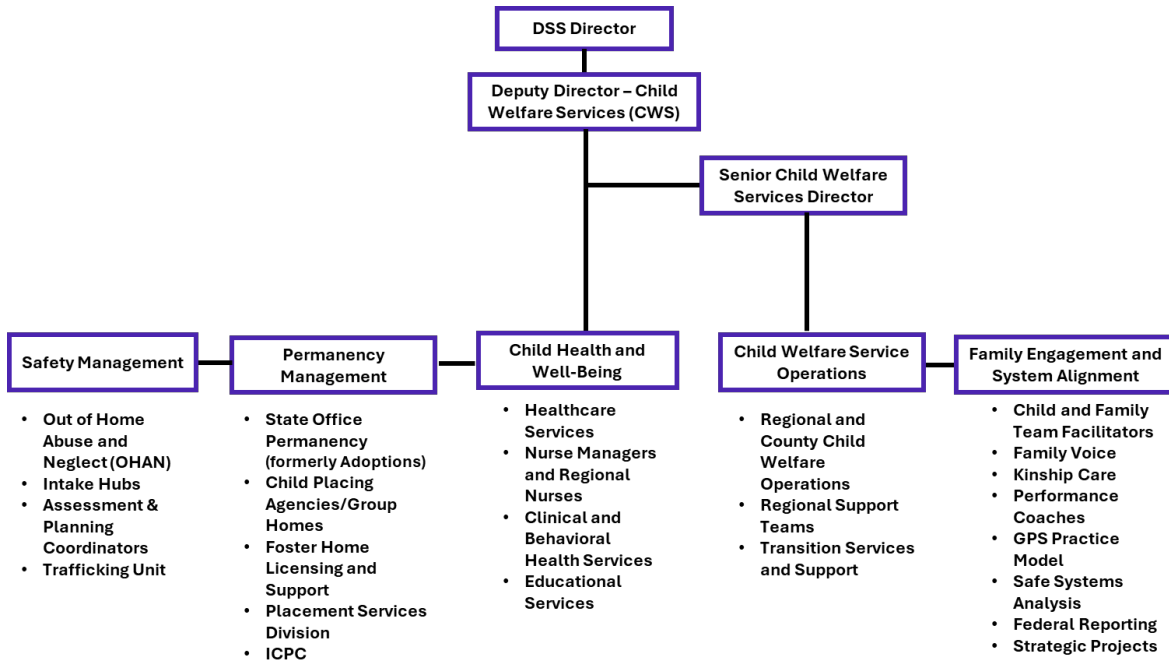 DSS Director
Deputy Director – Child
Welfare Services (CWS)
Senior Child Welfare
Services Director
Safety Management
Permanency
Management
Child Health and
Well-Being
Child Welfare Service
Operations
Family Engagement and
System Alignment
• Out of Home
Abuse and
Neglect (OHAN)
• Intake Hubs
• Assessment &
Planning
Coordinators
• Trafficking Unit
• State Office
Permanency
(formerly Adoptions)
• Child Placing
Agencies/Group
Homes
• Foster Home
Licensing and
Support
• Placement Services
Division
• ICPC
• Healthcare
Services
• Nurse Managers
and Regional
Nurses
• Clinical and
Behavioral
Health Services
• Educational
Services
• Regional and
County Child
Welfare
Operations
• Regional Support
Teams
• Transition Services
and Support
• Child and Family
Team Facilitators
• Family Voice
• Kinship Care
• Performance
Coaches
• GPS Practice
Model
• Safe Systems
Analysis
• Federal Reporting
• Strategic Projects